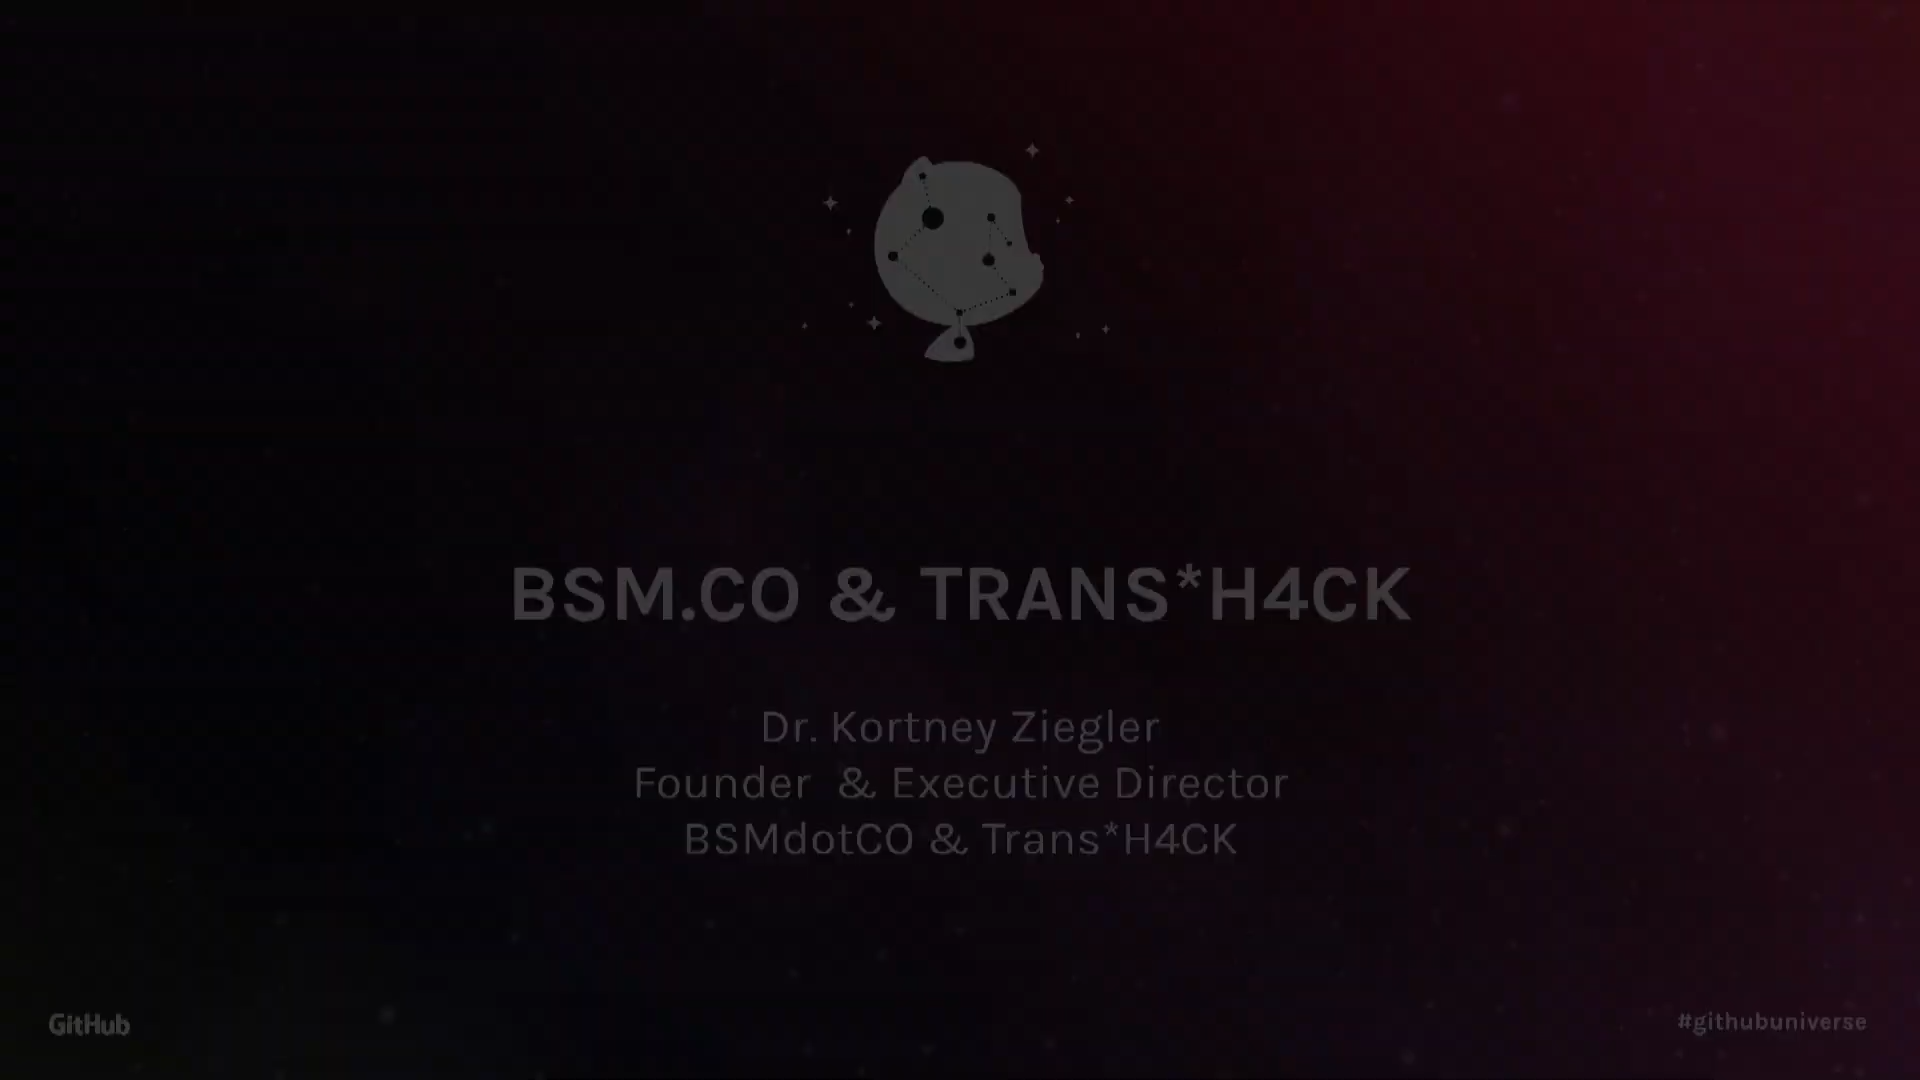 BSM.CO & TRANS*H4CK
Dr. Kortney Ziegler
Founder & Executive Director
BSMdotCO & Trans*H4CK
GitHub
#githubuniverse